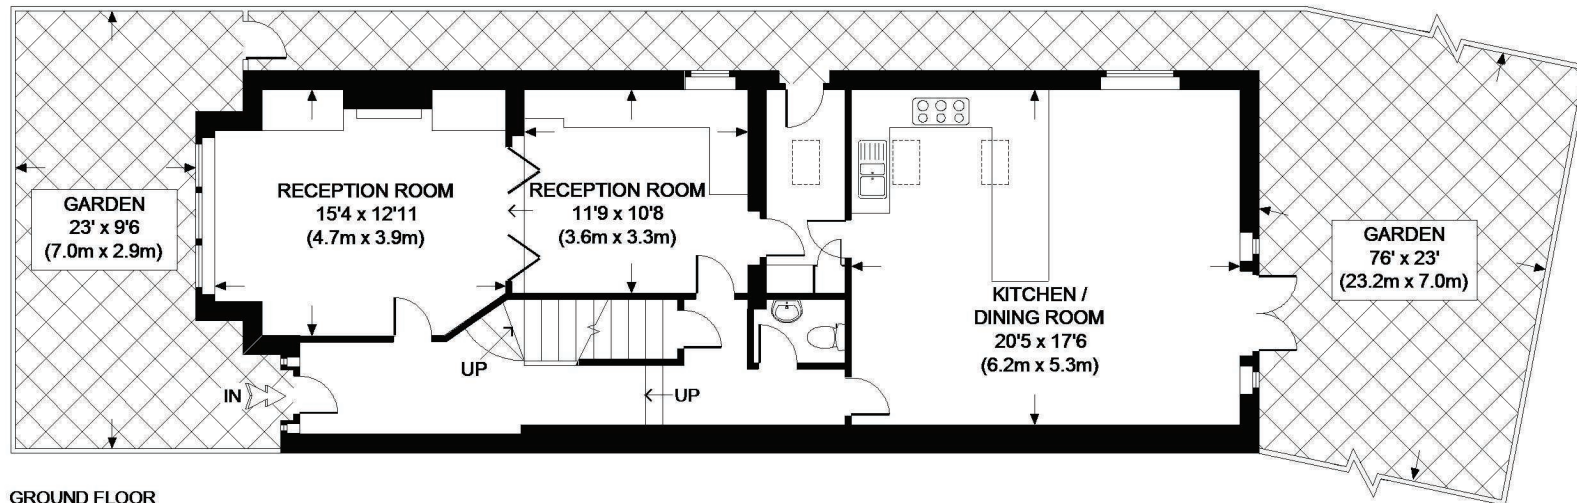 GARDEN
23' x 9'6
(7.0m x 2.9m)
RECEPTION ROOM
15'4 x 12'11
(4.7m x 3.9m)
RECEPTION ROOM
11'9 x 10'8
(3.6m x 3.3m)
KITCHEN /
DINING ROOM
20'5 x 17'6
(6.2m x 5.3m)
GARDEN
76' x 23'
(23.2m x 7.0m)
UP
IN
UP
GROUND FLOOR